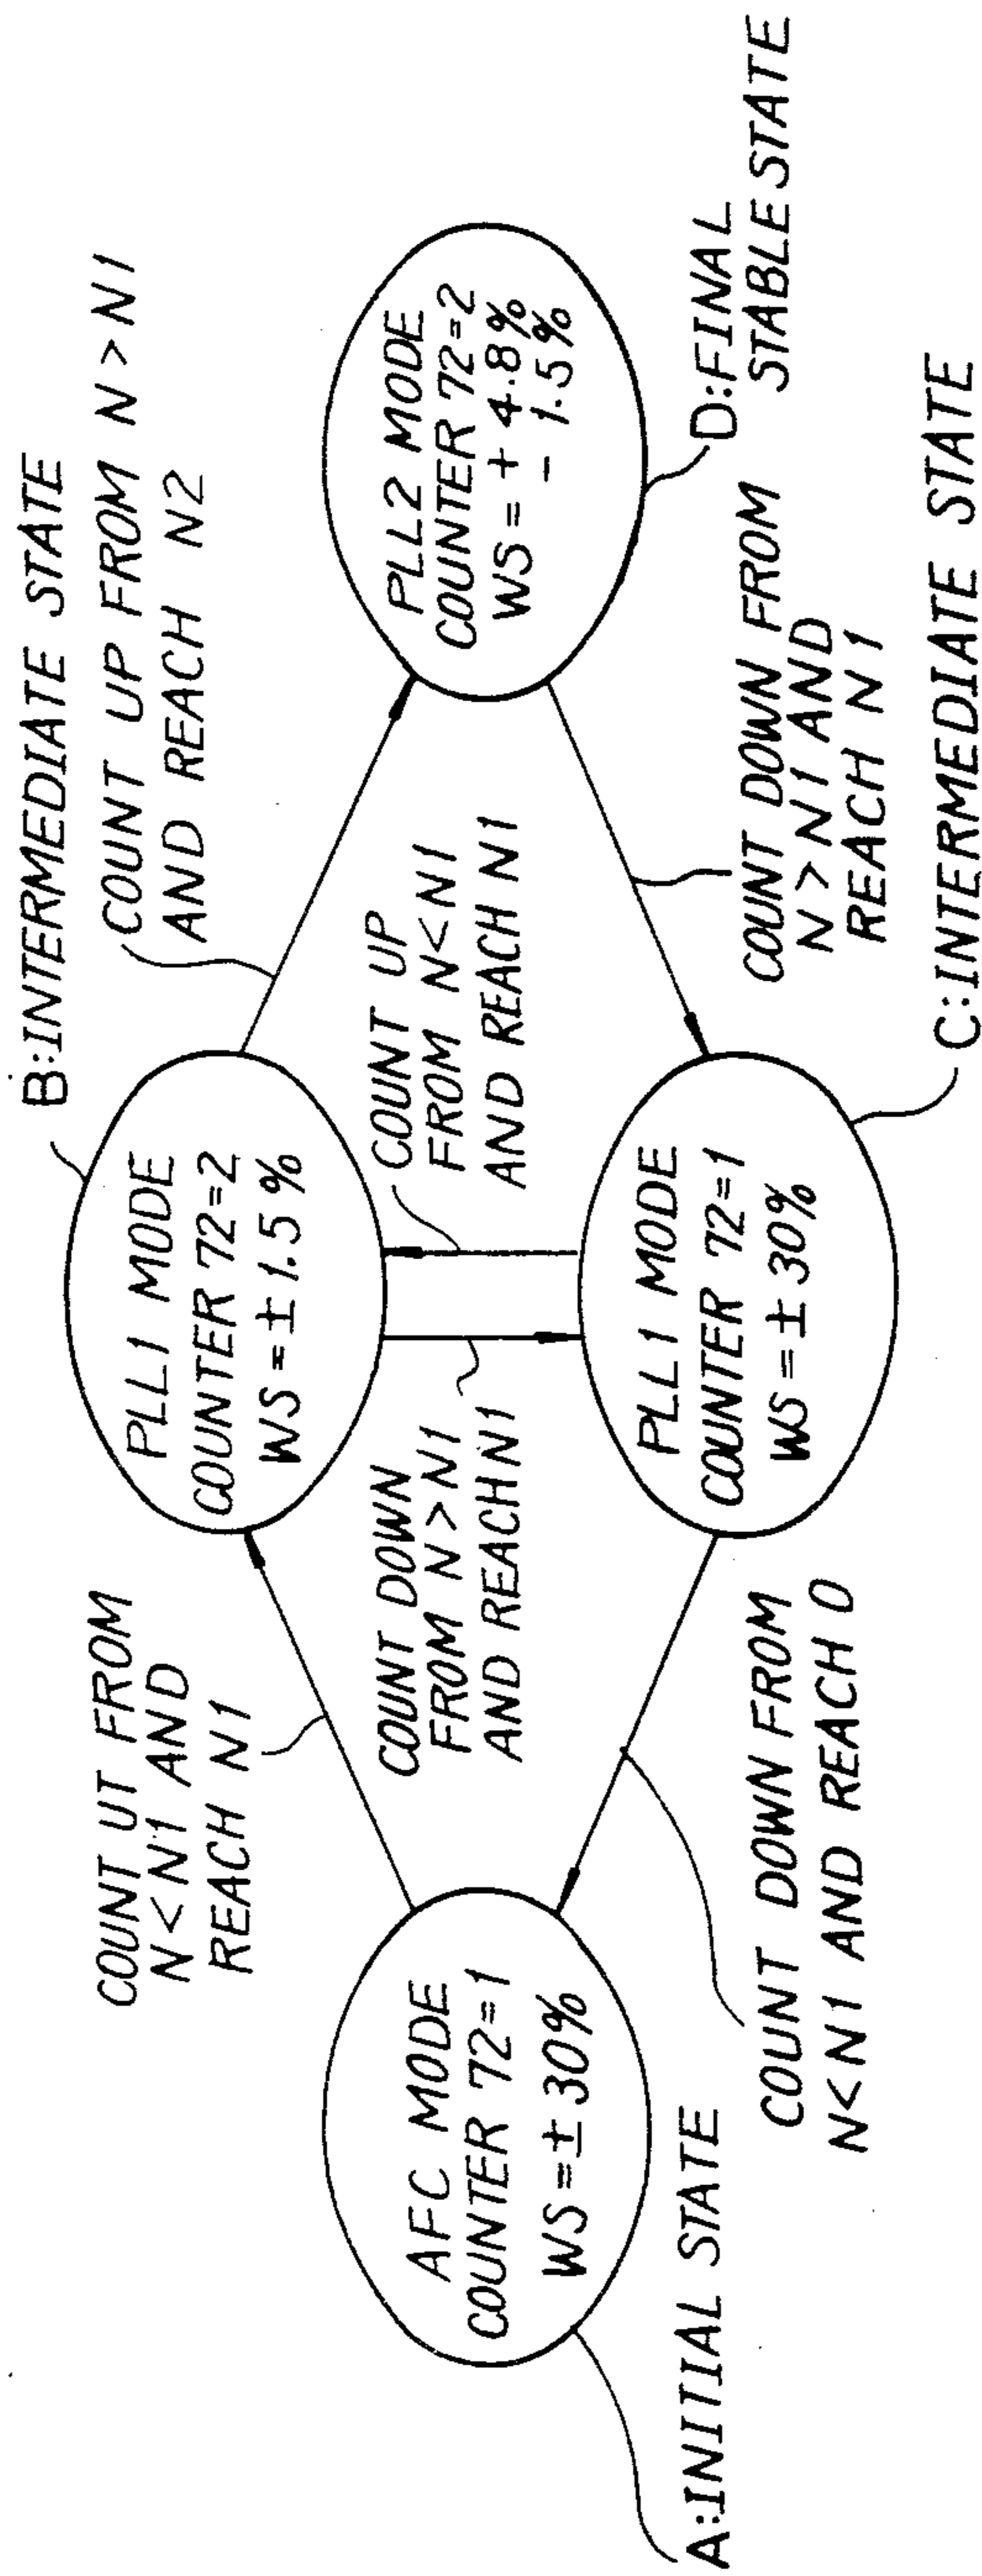 B:INTERMEDIATE STATE
COUNT UP FROM N > N1
AND REACH N2
COUNT UT FROM
N < N1 AND
REACH N1
PLL1 MODE
COUNTER 72=2
WS = ± 1.5 %
COUNT DOWN
FROM N > N1
AND REACH N1
COUNT UP
FROM N < N1
AND REACH N1
AFC MODE
COUNTER 72=1
WS = ± 30%
PLL2 MODE
COUNTER 72=2
WS = + 4.8 %
- 1.5 %
A:INITIAL STATE
D:FINAL
STABLE STATE
PLL1 MODE
COUNTER 72=1
WS = ± 30%
COUNT DOWN FROM
N < N1 AND REACH 0
COUNT DOWN FROM
N > N1 AND
REACH N1
C:INTERMEDIATE STATE